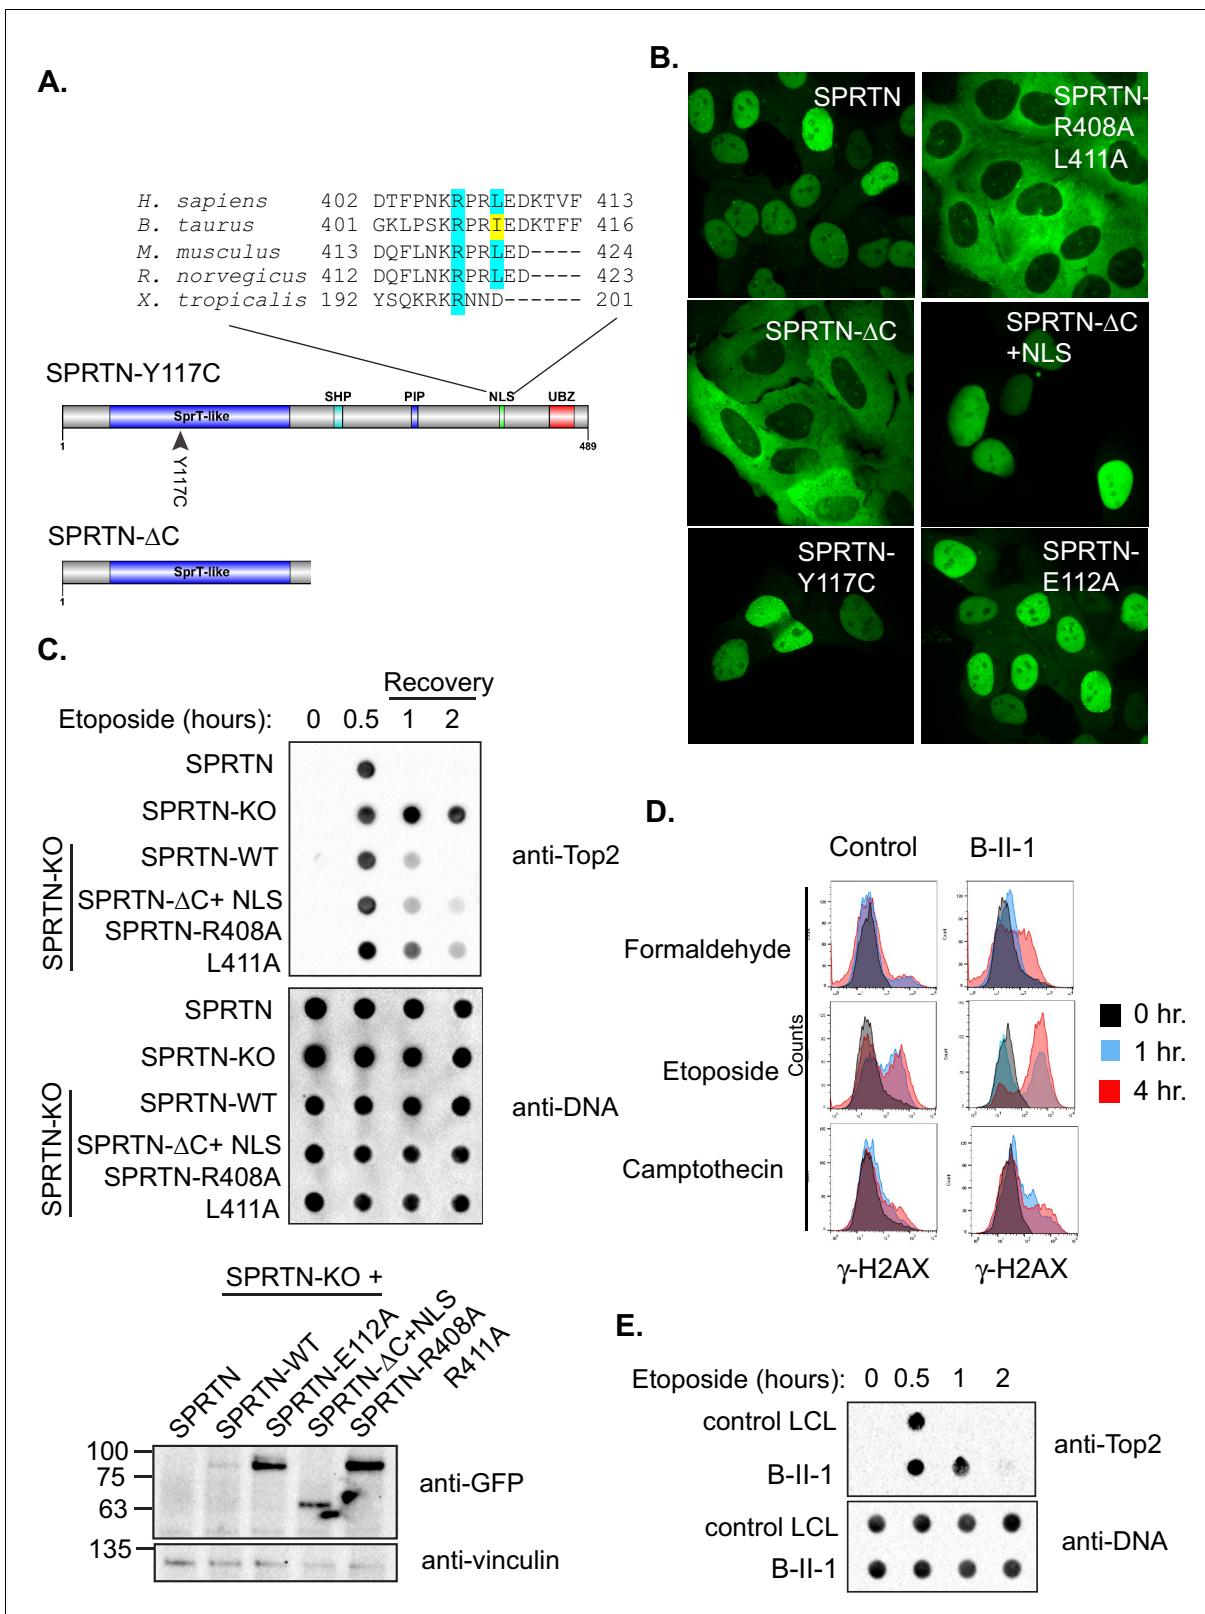 A.
H. sapiens 402 DTFPNKRPRLEDKTVF 413
B. taurus 401 GKLPSKRPRIEDKTFF 416
M. musculus 413 DQFLNKRPRLED---- 424
R. norvegicus 412 DQFLNKRPRLED---- 423
X. tropicalis 192 YSQKRKRNND------ 201
SPRTN-Y117C
SHP PIP NLS UBZ
SprT-like
1 489
Y117C
SPRTN-ΔC
SprT-like
1
B.
SPRTN
SPRTN-
R408A
L411A
SPRTN-ΔC
SPRTN-ΔC
+NLS
SPRTN-
Y117C
SPRTN-
E112A
C.
Recovery
Etoposide (hours): 0 0.5 1 2
SPRTN
SPRTN-KO
SPRTN-KO
SPRTN-WT
SPRTN-ΔC+ NLS
SPRTN-R408A
L411A
anti-Top2
SPRTN
SPRTN-KO
SPRTN-KO
SPRTN-WT
SPRTN-ΔC+ NLS
SPRTN-R408A
L411A
anti-DNA
SPRTN-KO +
SPRTN
SPRTN-WT
SPRTN-E112A
SPRTN-ΔC+NLS
SPRTN-R408A
R411A
100
75
63
135
anti-GFP
anti-vinculin
D.
Control B-II-1
Formaldehyde
Etoposide
Camptothecin
Counts
γ-H2AX γ-H2AX
0 hr.
1 hr.
4 hr.
E.
Etoposide (hours): 0 0.5 1 2
control LCL
B-II-1
anti-Top2
control LCL
B-II-1
anti-DNA